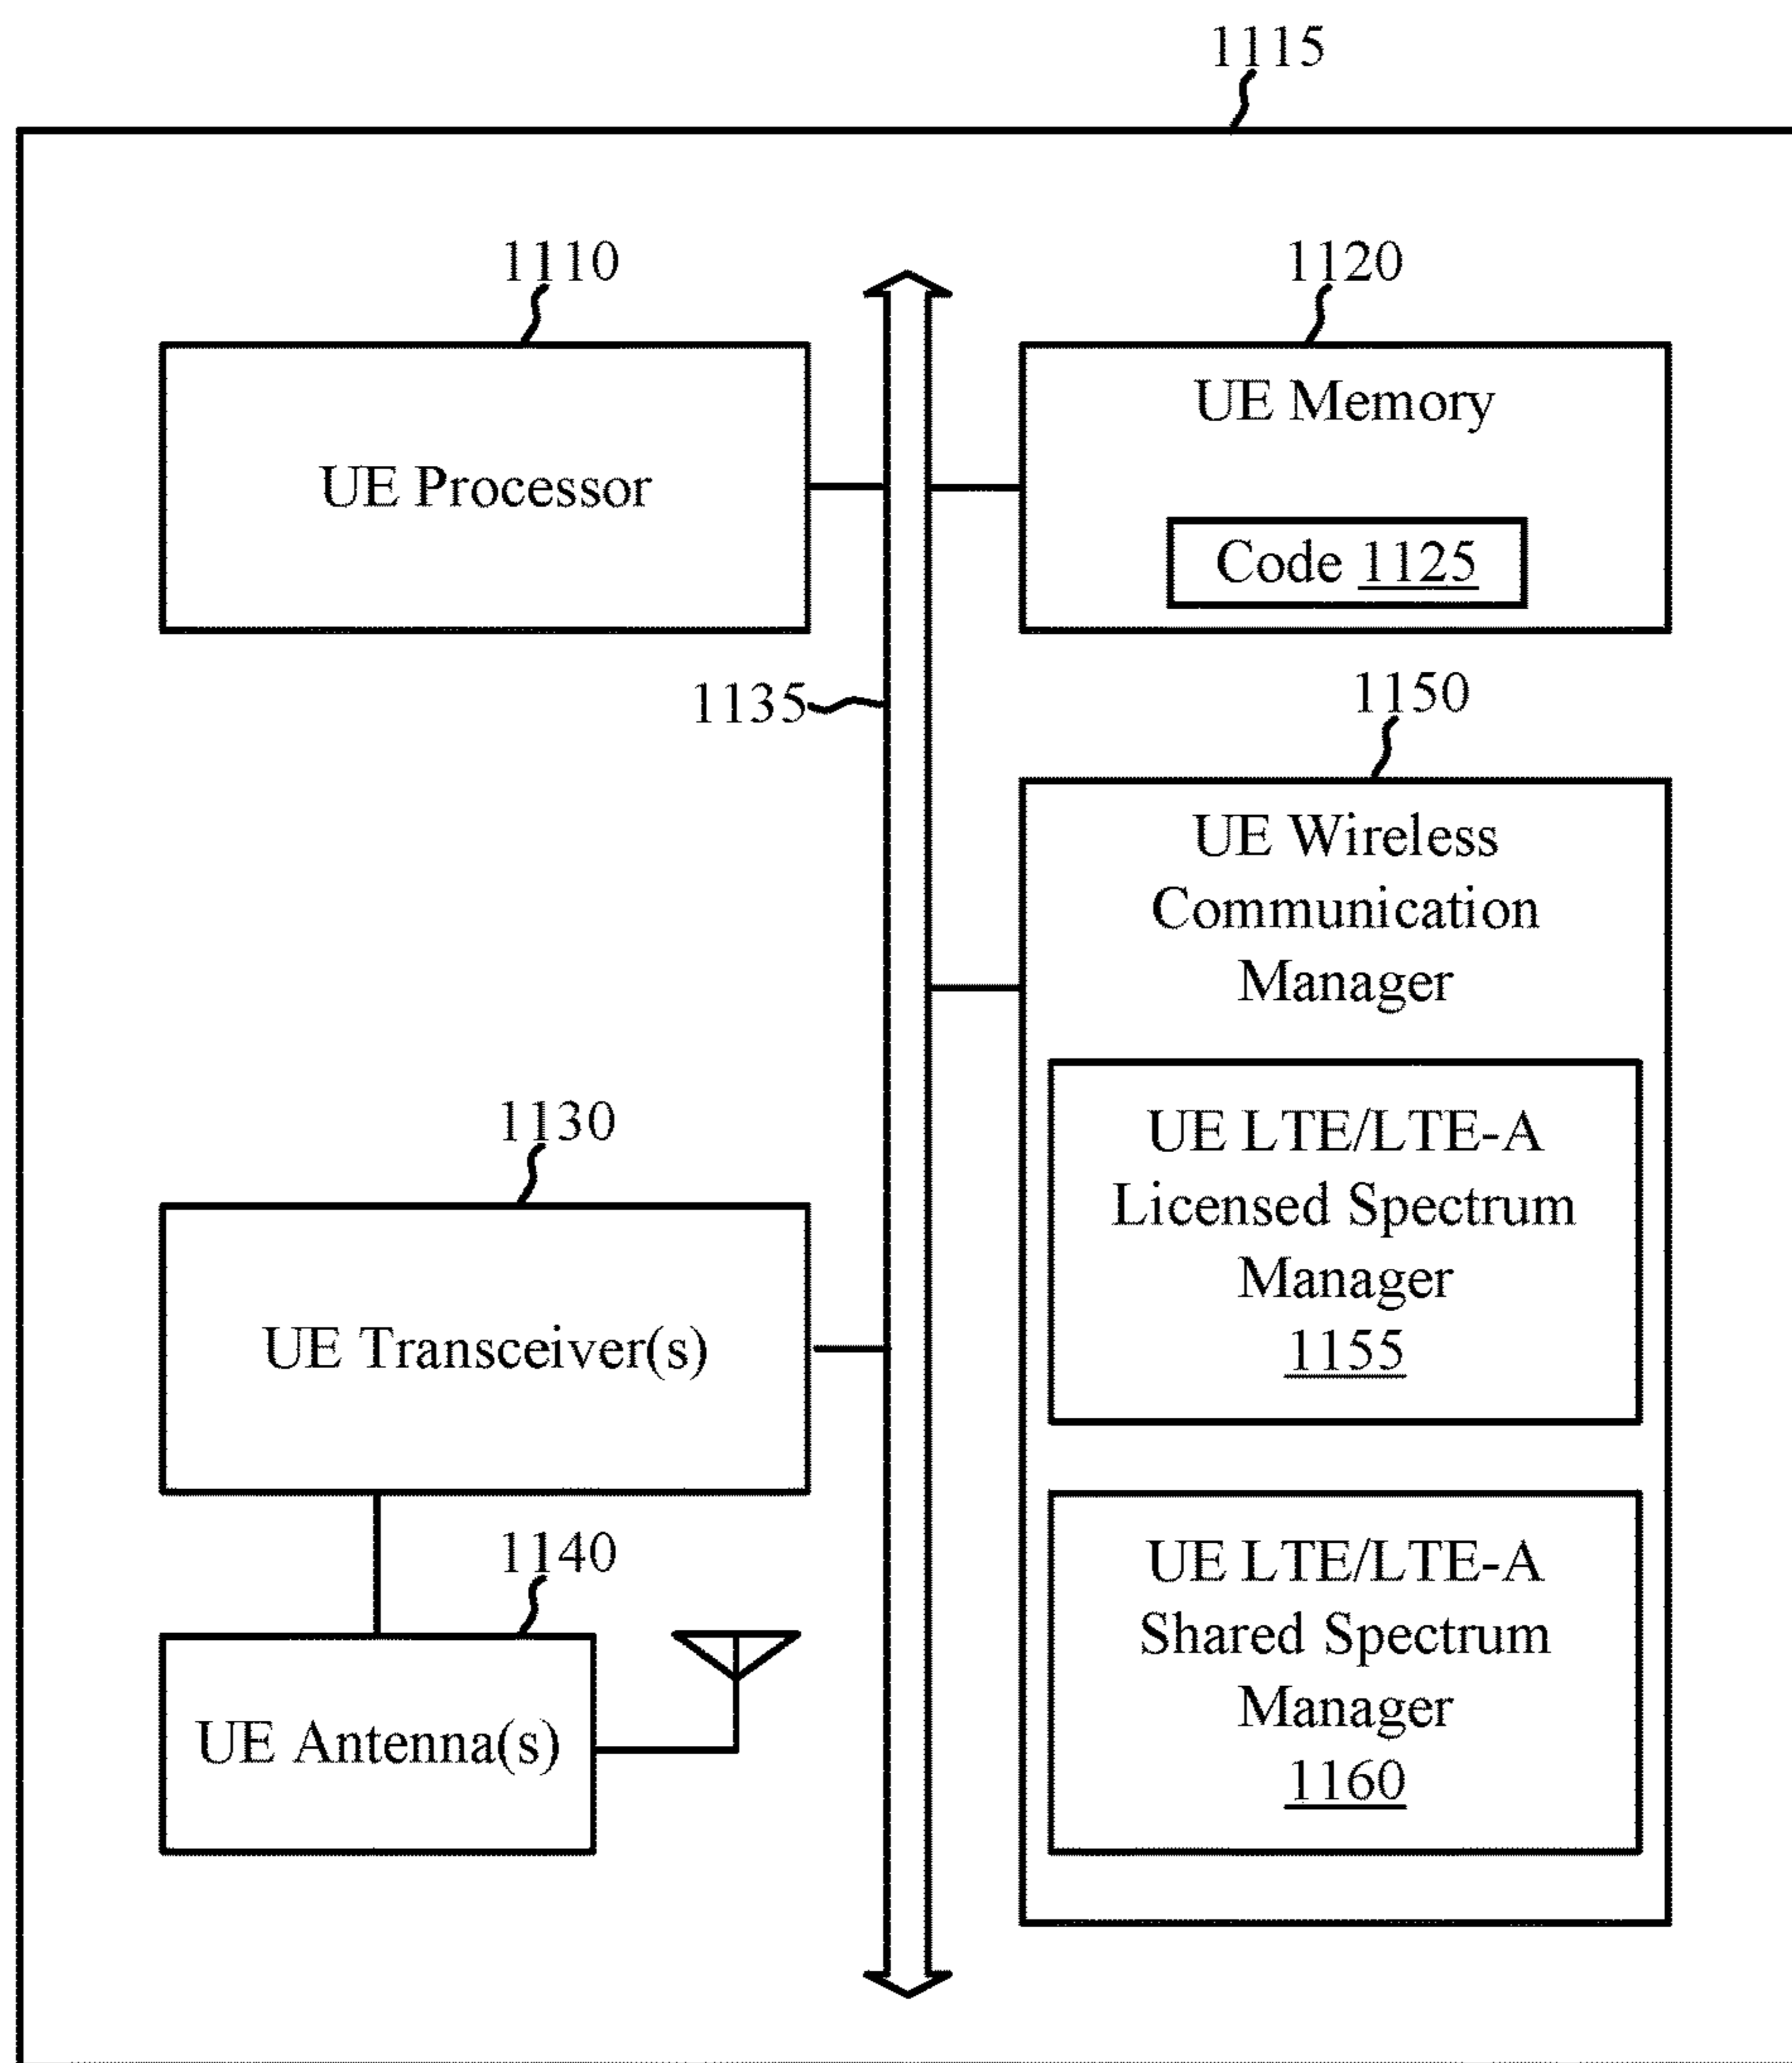 1115
1110
1120
UE Processor
UE Memory
Code 1125
1135
1150
UE Wireless
Communication
Manager
1130
UE LTE/LTE-A
Licensed Spectrum
Manager
1155
UE Transceiver(s)
1140
UE LTE/LTE-A
Shared Spectrum
Manager
1160
UE Antenna(s)